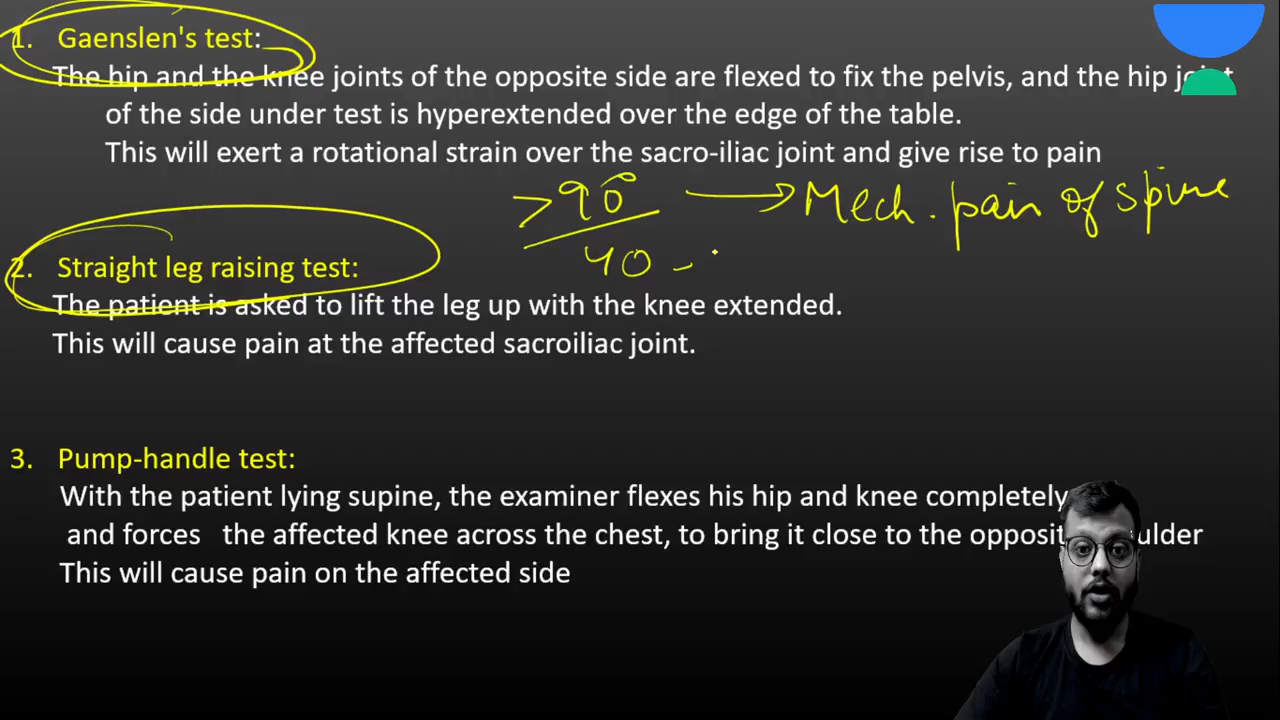 1. Gaenslen's test:
The hip and the knee joints of the opposite side are flexed to fix the pelvis, and the hip joint
of the side under test is hyperextended over the edge of the table.
This will exert a rotational strain over the sacro-iliac joint and give rise to pain
>90° → Mech. pain of spine
40 -
2. Straight leg raising test:
The patient is asked to lift the leg up with the knee extended.
This will cause pain at the affected sacroiliac joint.
3. Pump-handle test:
With the patient lying supine, the examiner flexes his hip and knee completely
and forces the affected knee across the chest, to bring it close to the opposit ulder
This will cause pain on the affected side